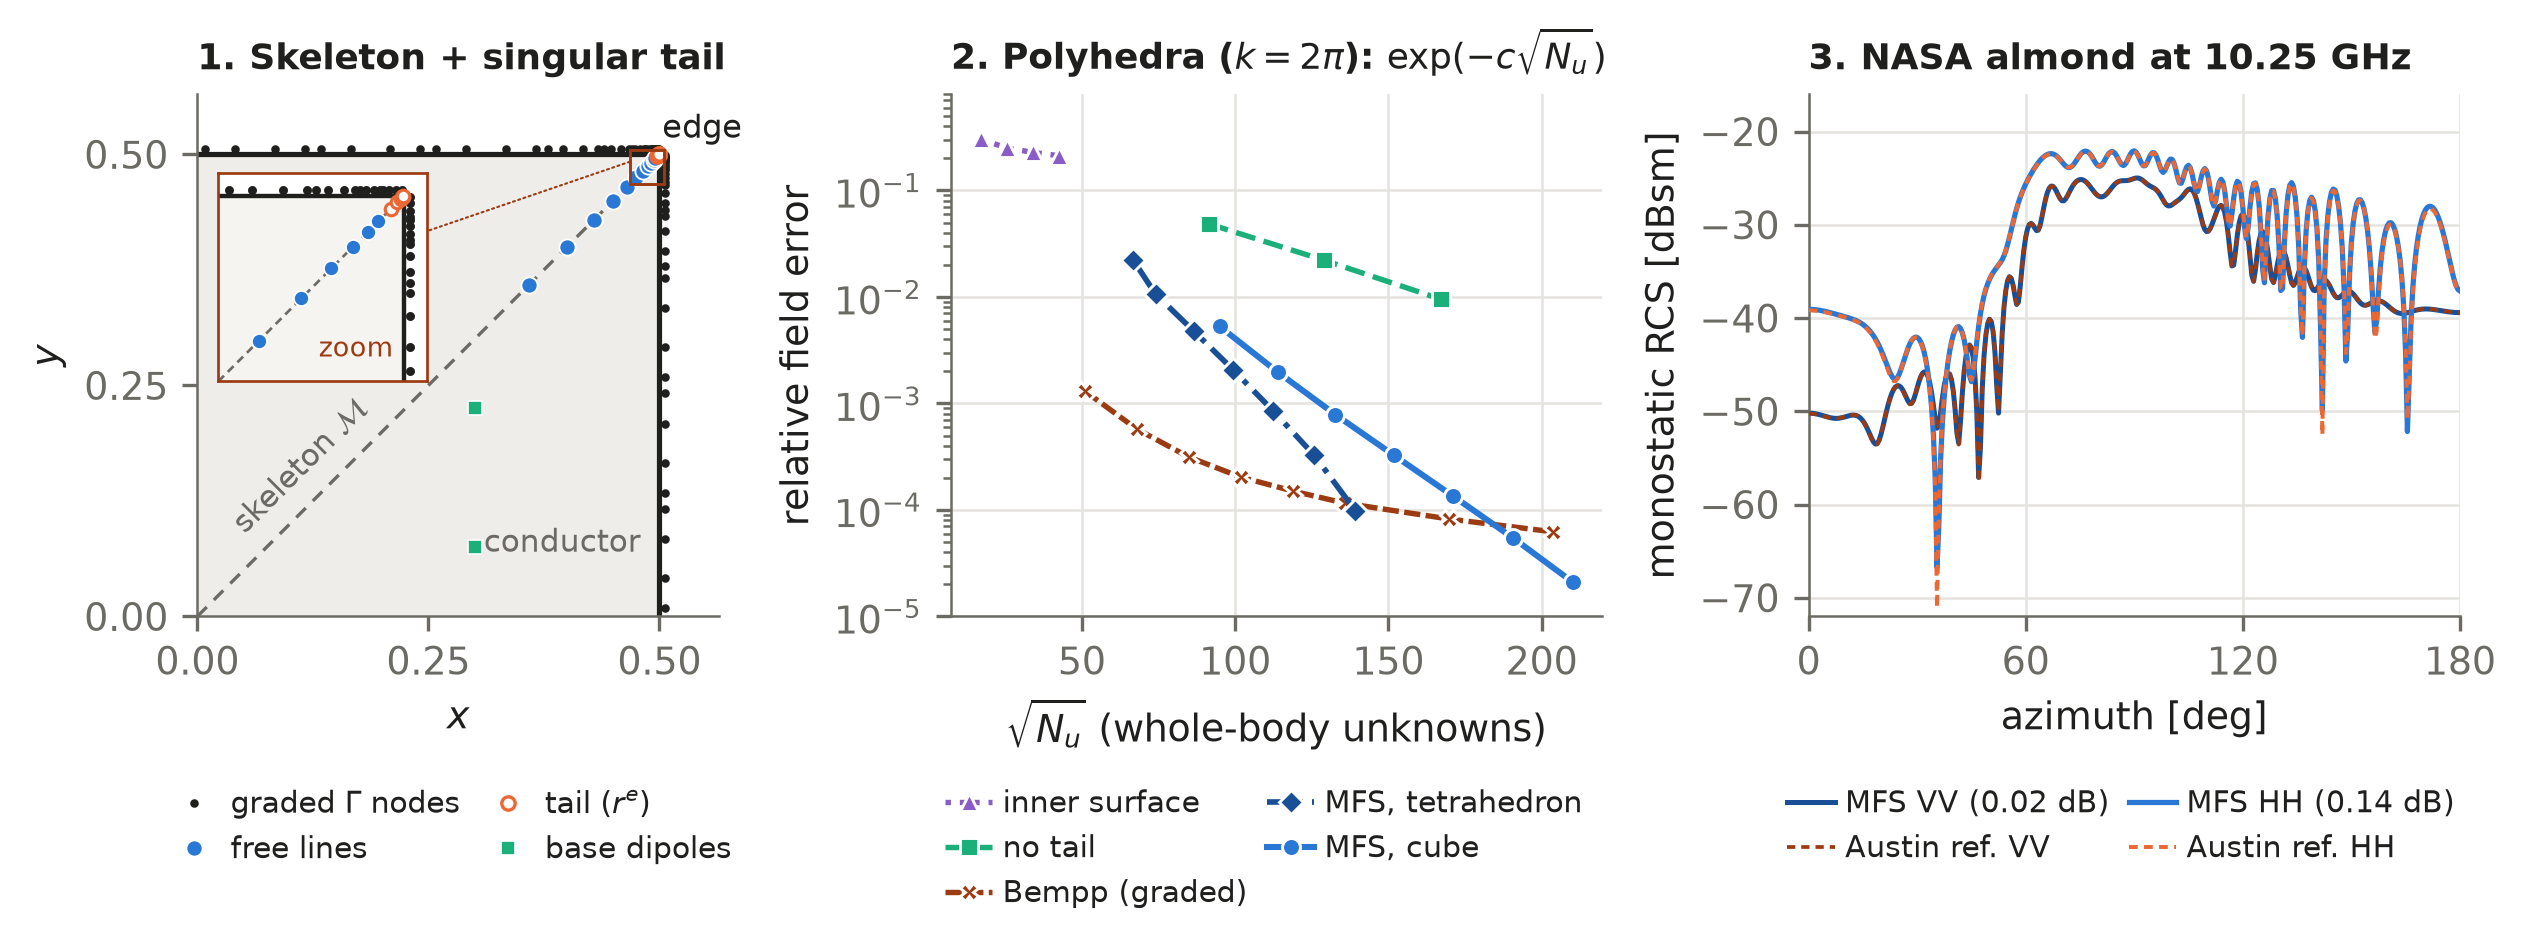 1. Skeleton + singular tail
edge
0.50
0.25
0.00
y
zoom
skeleton ℳ
conductor
0.00 0.25 0.50
x
graded Γ nodes
tail (r^e)
free lines
base dipoles
2. Polyhedra (k = 2π): exp(−c√N_u)
relative field error
10^−1
10^−2
10^−3
10^−4
10^−5
50 100 150 200
√N_u (whole-body unknowns)
inner surface
MFS, tetrahedron
no tail
MFS, cube
Bempp (graded)
3. NASA almond at 10.25 GHz
monostatic RCS [dBsm]
−20
−30
−40
−50
−60
−70
0 60 120 180
azimuth [deg]
MFS VV (0.02 dB)
MFS HH (0.14 dB)
Austin ref. VV
Austin ref. HH